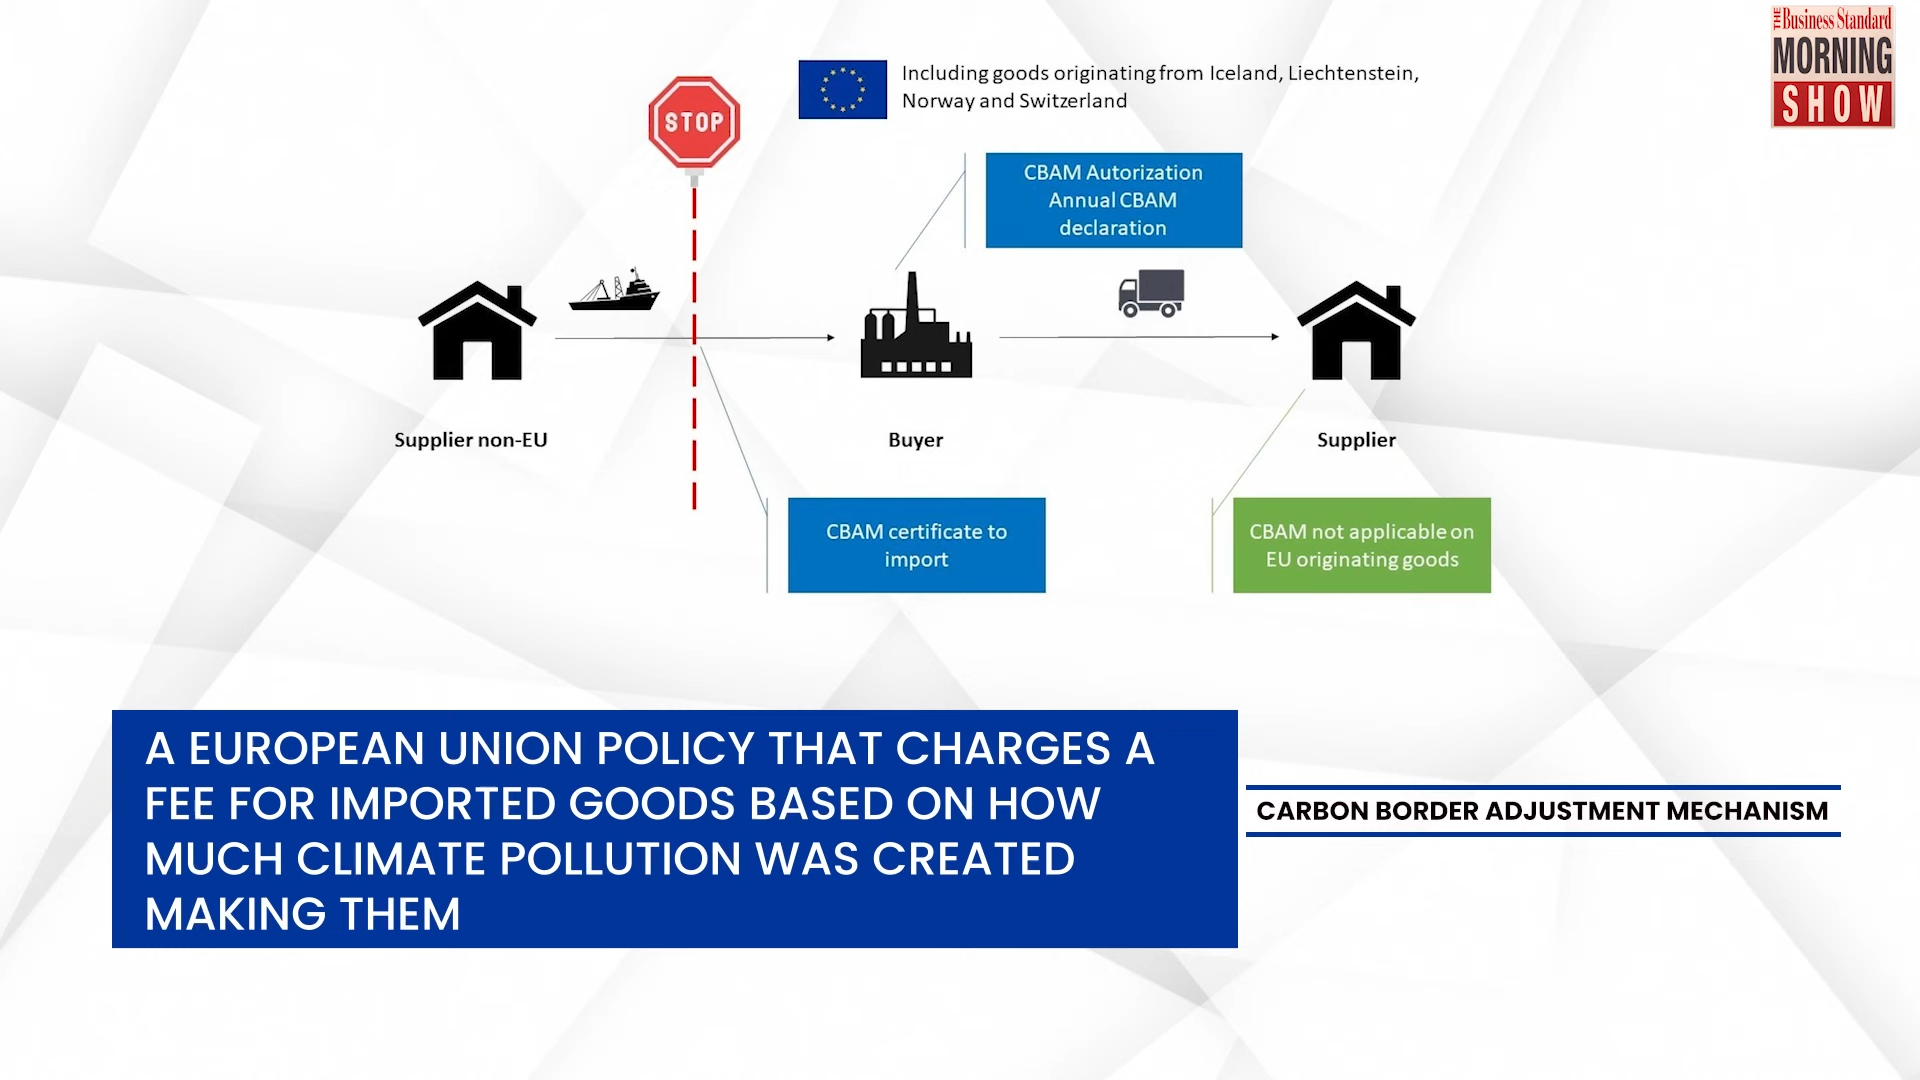 THE Business Standard
MORNING
SHOW
Including goods originating from Iceland, Liechtenstein,
Norway and Switzerland
STOP
CBAM Autorization
Annual CBAM
declaration
Supplier non-EU
Buyer
Supplier
CBAM certificate to
import
CBAM not applicable on
EU originating goods
A EUROPEAN UNION POLICY THAT CHARGES A
FEE FOR IMPORTED GOODS BASED ON HOW
MUCH CLIMATE POLLUTION WAS CREATED
MAKING THEM
CARBON BORDER ADJUSTMENT MECHANISM